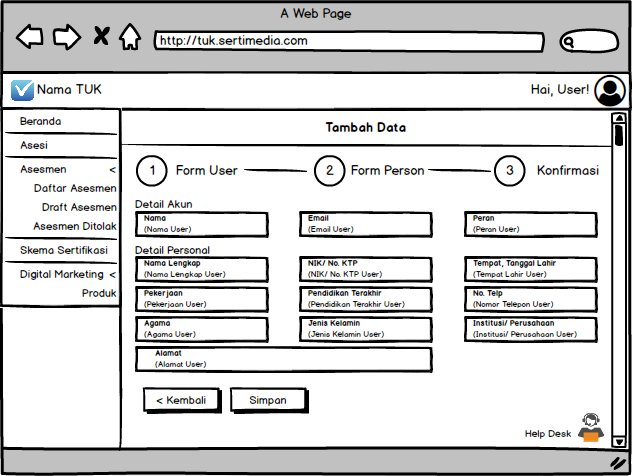 A Web Page
http://tuk.sertimedia.com
Nama TUK
Hai, User!
Beranda
Asesi
Asesmen <
Daftar Asesmen
Draft Asesmen
Asesmen Ditolak
Skema Sertifikasi
Digital Marketing <
Produk
Tambah Data
1 Form User 2 Form Person 3 Konfirmasi
Detail Akun
Nama
(Nama User)
Email
(Email User)
Peran
(Peran User)
Detail Personal
Nama Lengkap
(Nama Lengkap User)
NIK/ No. KTP
(NIK/ No. KTP User)
Tempat, Tanggal Lahir
(Tempat Lahir User)
Pekerjaan
(Pekerjaan User)
Pendidikan Terakhir
(Pendidikan Terakhir User)
No. Telp
(Nomor Telepon User)
Agama
(Agama User)
Jenis Kelamin
(Jenis Kelamin User)
Institusi/ Perusahaan
(Institusi/ Perusahaan User)
Alamat
(Alamat User)
< Kembali
Simpan
Help Desk